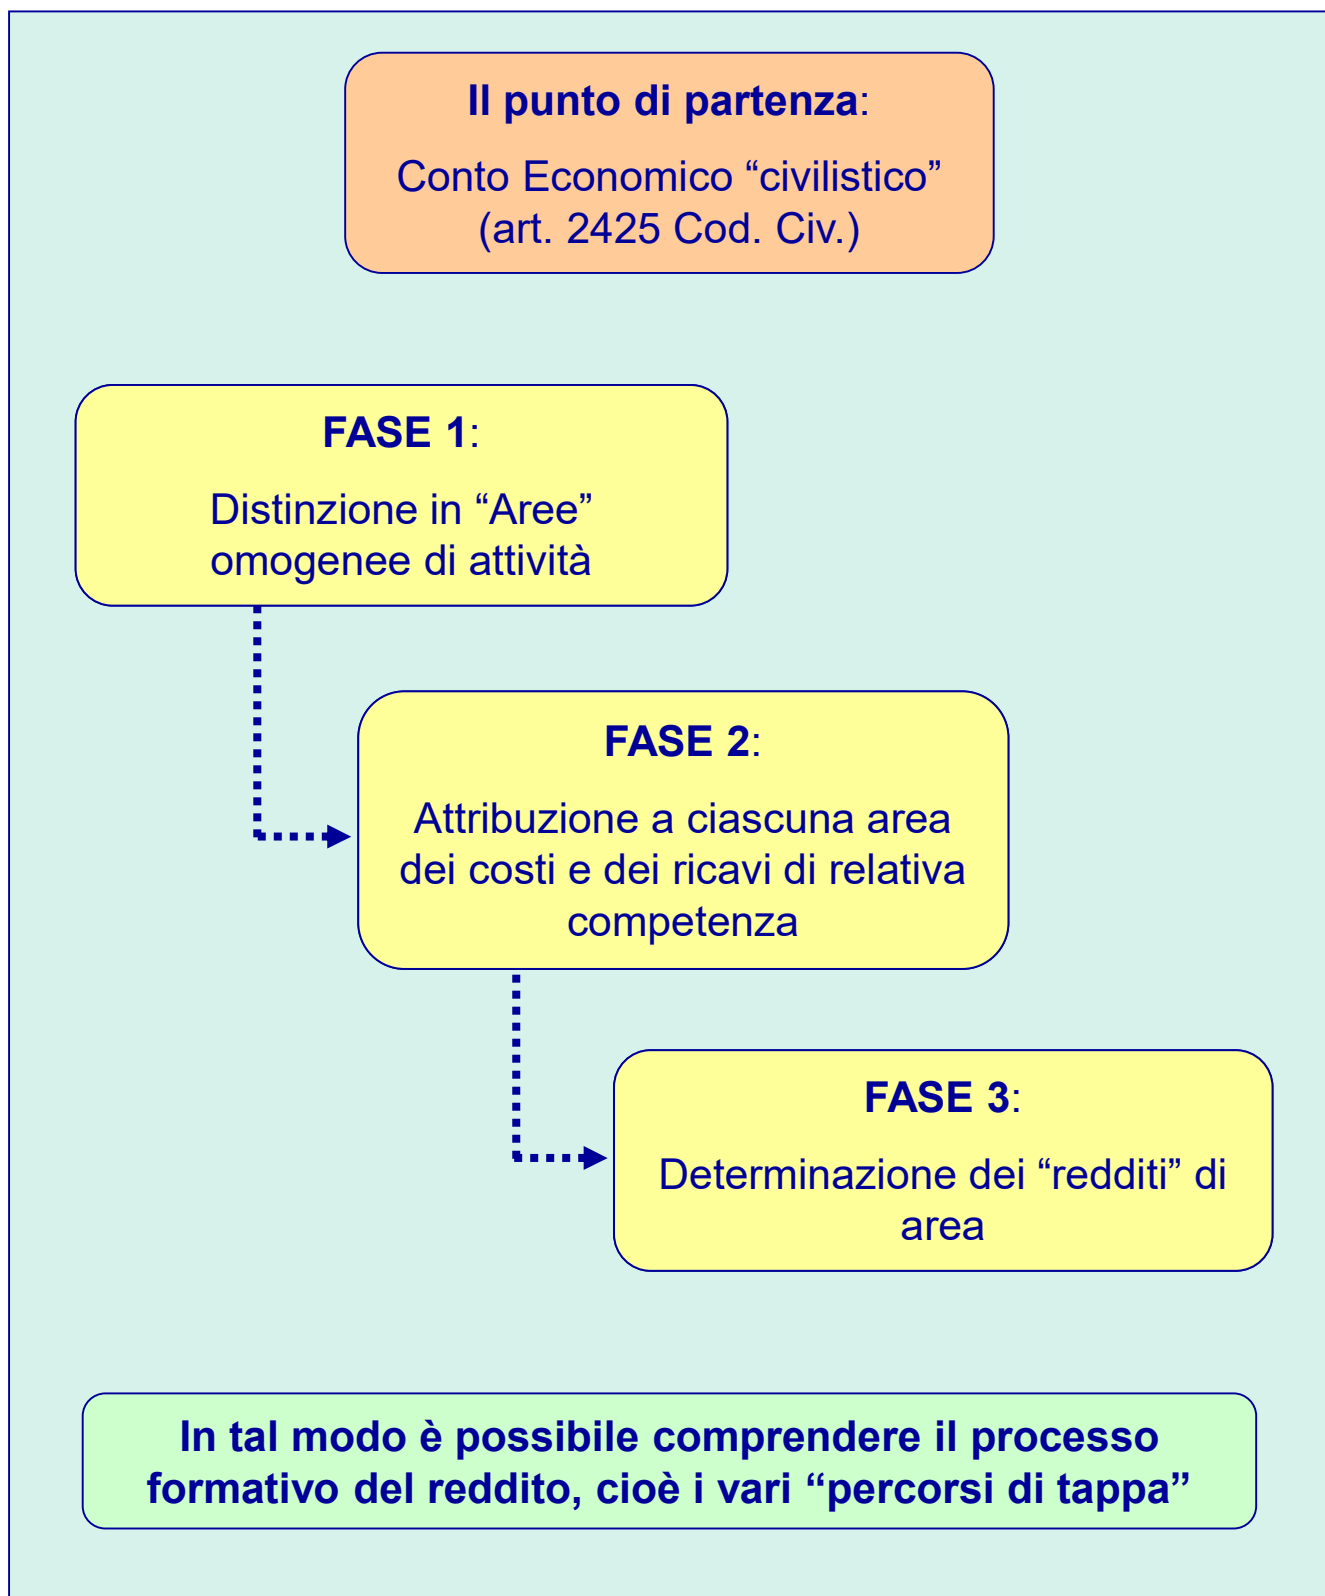 Il punto di partenza:
Conto Economico “civilistico”
(art. 2425 Cod. Civ.)
FASE 1:
Distinzione in “Aree”
omogenee di attività
FASE 2:
Attribuzione a ciascuna area
dei costi e dei ricavi di relativa
competenza
FASE 3:
Determinazione dei “redditi” di
area
In tal modo è possibile comprendere il processo
formativo del reddito, cioè i vari “percorsi di tappa”